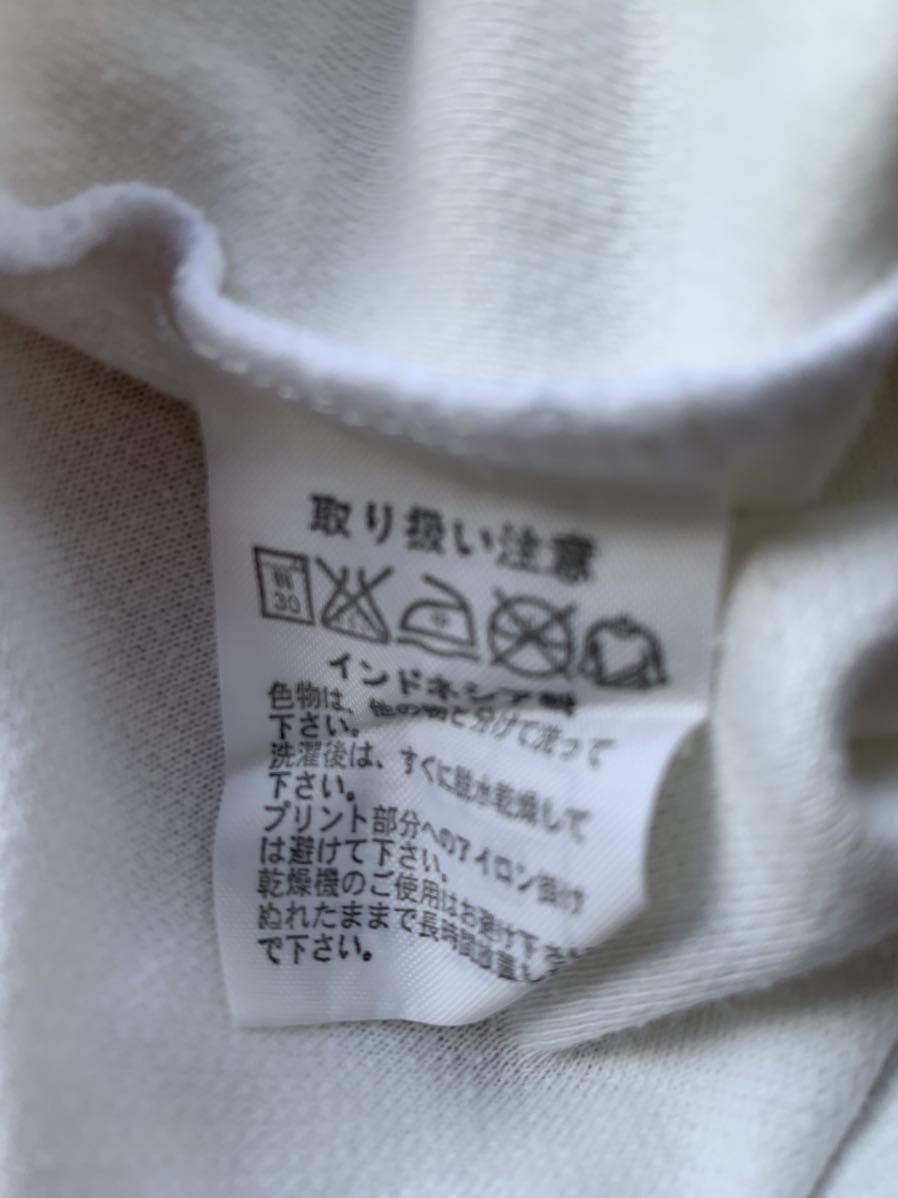 取り扱い注意
30
インドネシア製
色物は、他の物と分けて洗って
下さい。
洗濯後は、すぐに脱水乾燥して
下さい。
プリント部分へのアイロン掛け
は避けて下さい。
乾燥機のご使用はお避け下さい
ぬれたままで長時間放置し
で下さい。